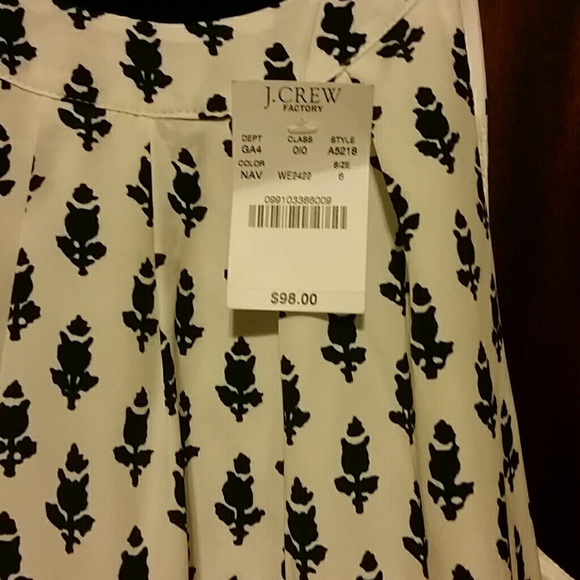 J.CREW
FACTORY
DEPT CLASS STYLE
GA4 010 A5218
COLOR SIZE
NAV WE2422 6
099103386009
$98.00